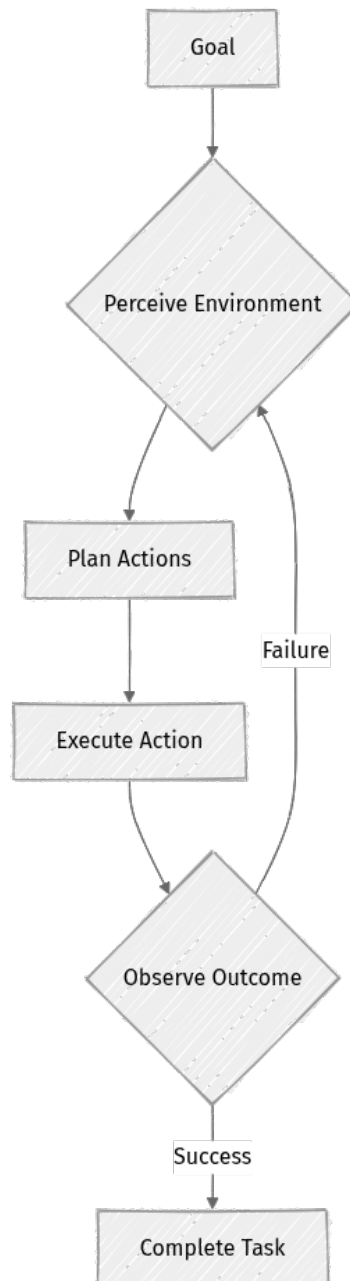 Goal
Perceive Environment
Plan Actions
Failure
Execute Action
Observe Outcome
Success
Complete Task